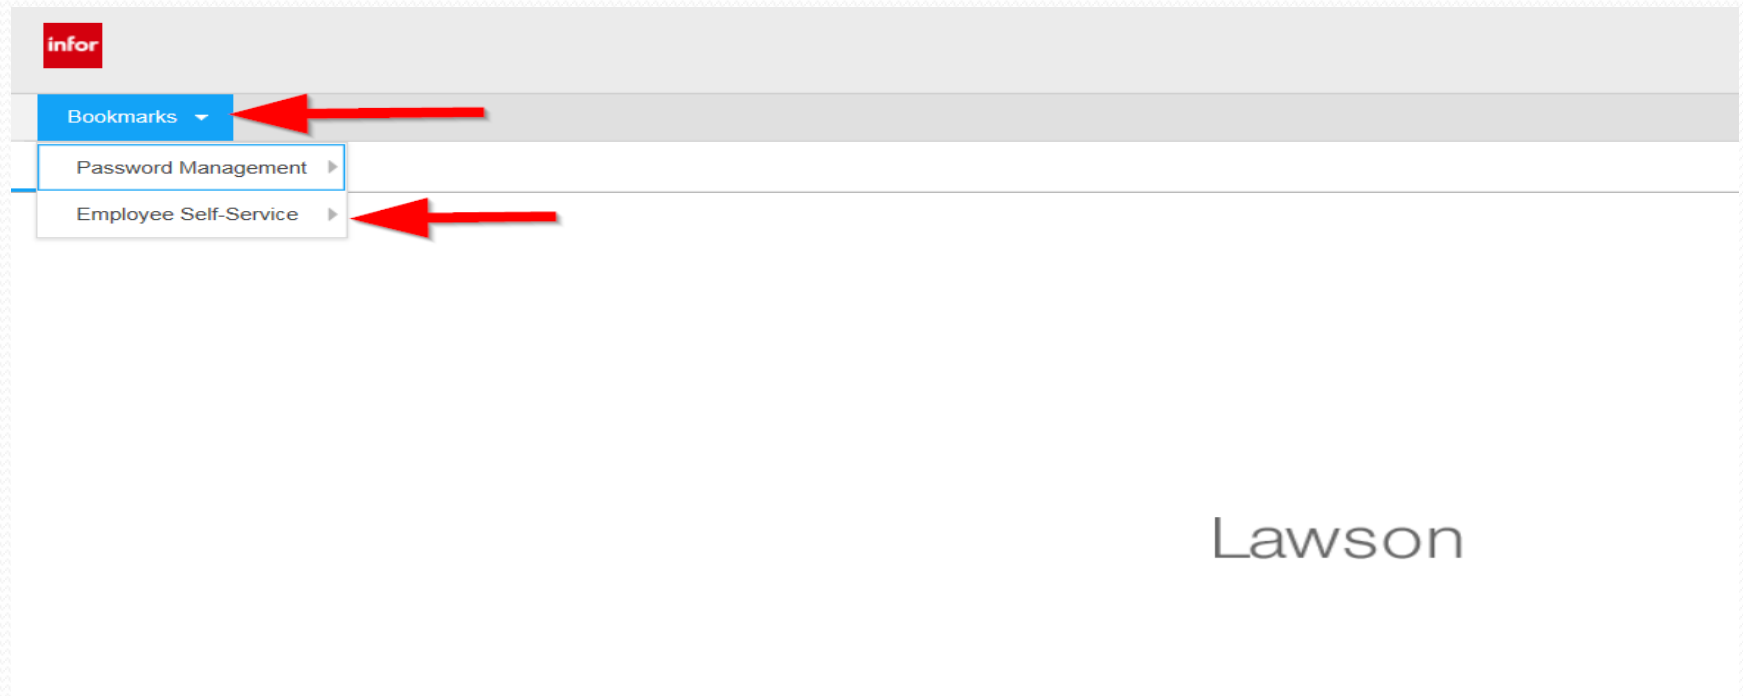 infor
Bookmarks
Password Management
Employee Self-Service
Lawson